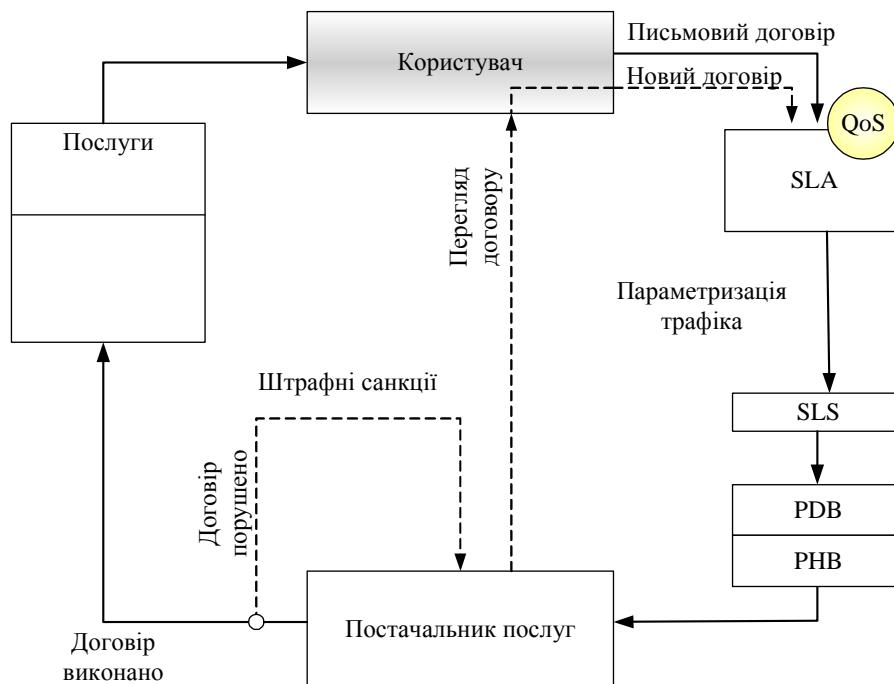 Письмовий договір
Користувач
Новий договір
QoS
Послуги
SLA
Перегляд
договору
Параметризація
трафіка
Штрафні санкції
SLS
Договір
порушено
PDB
PHB
Постачальник послуг
Договір
виконано